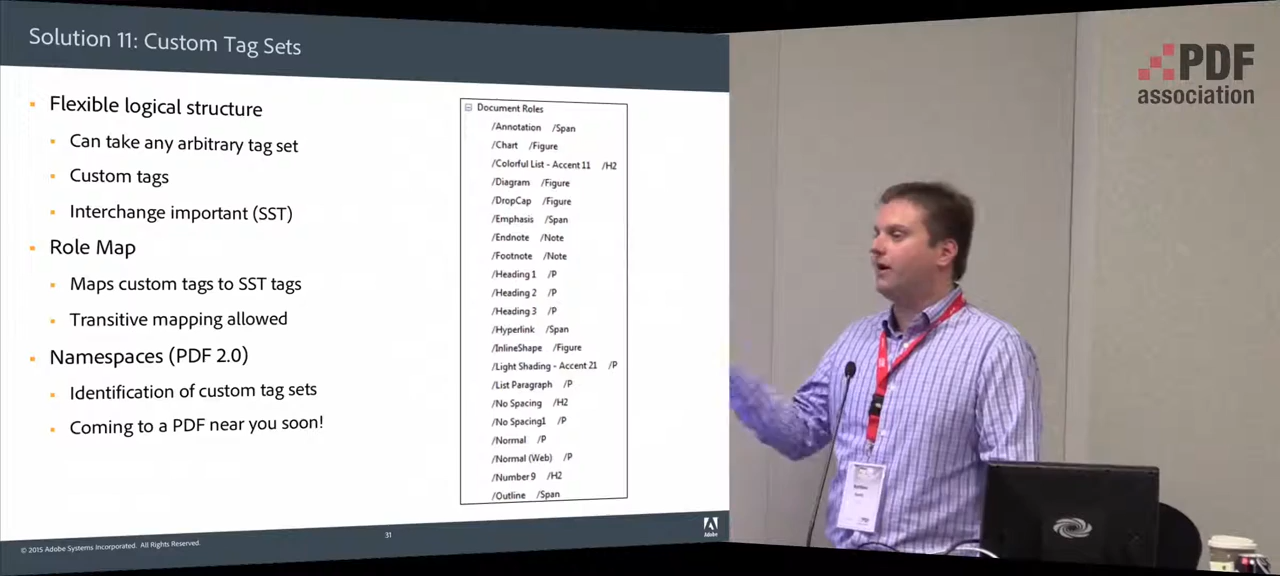 Solution 11: Custom Tag Sets
Flexible logical structure
Can take any arbitrary tag set
Custom tags
Interchange important (SST)
Role Map
Maps custom tags to SST tags
Transitive mapping allowed
Namespaces (PDF 2.0)
Identification of custom tag sets
Coming to a PDF near you soon!
Document Roles
/Annotation /Span
/Chart /Figure
/Colorful List - Accent 11 /H2
/Diagram /Figure
/DropCap /Figure
/Emphasis /Span
/Endnote /Note
/Footnote /Note
/Heading 1 /P
/Heading 2 /P
/Heading 3 /P
/Hyperlink /Span
/InlineShape /Figure
/Light Shading - Accent 21 /P
/List Paragraph /P
/No Spacing /H2
/No Spacing1 /P
/Normal /P
/Normal (Web) /P
/Number 9 /H2
/Outline /Span
© 2015 Adobe Systems Incorporated. All Rights Reserved.
31
Adobe
PDF
association